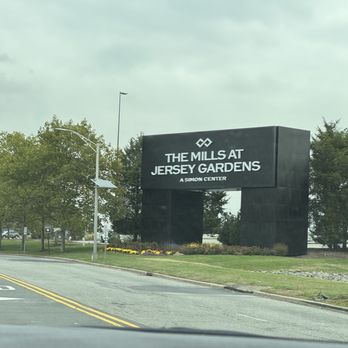 THE MILLS AT
JERSEY GARDENS
A SIMON CENTER